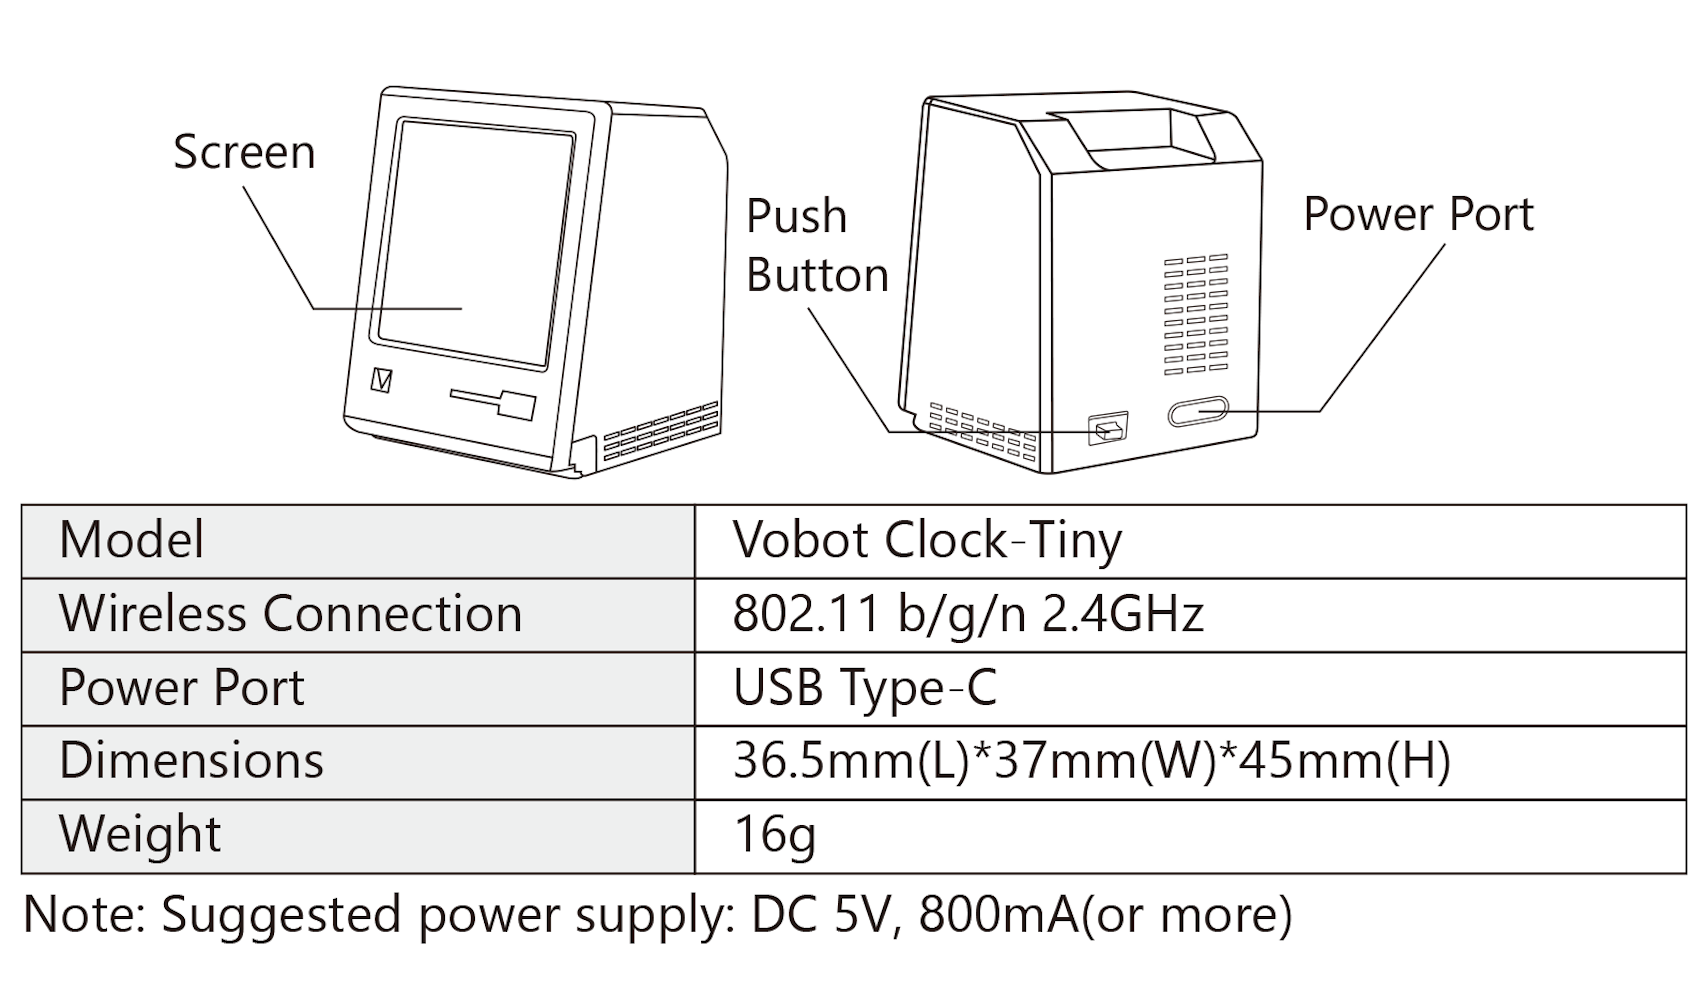 Screen
Push
Button
Power Port
V
Model Vobot Clock-Tiny
Wireless Connection 802.11 b/g/n 2.4GHz
Power Port USB Type-C
Dimensions 36.5mm(L)*37mm(W)*45mm(H)
Weight 16g
Note: Suggested power supply: DC 5V, 800mA(or more)